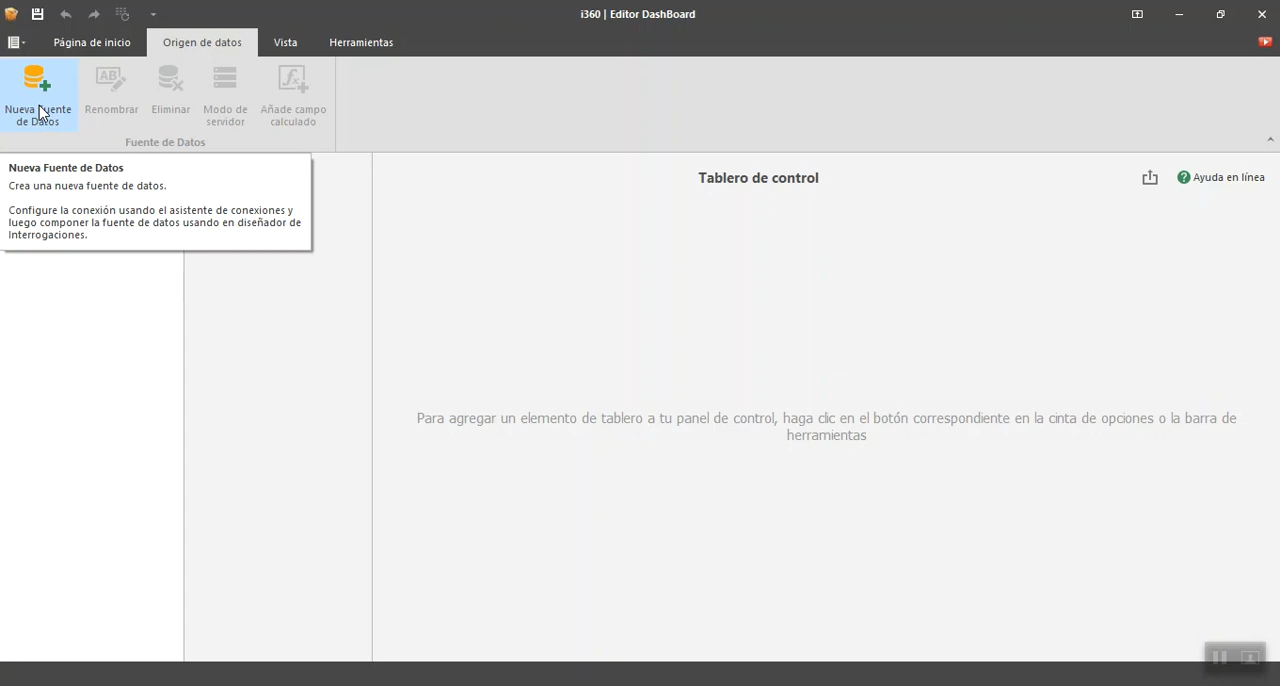 i360 | Editor DashBoard
Página de inicio
Origen de datos
Vista
Herramientas
Nueva Fuente
de Datos
AB
Renombrar
Eliminar
Modo de
servidor
Añade campo
calculado
Fuente de Datos
Nueva Fuente de Datos
Crea una nueva fuente de datos.
Configure la conexión usando el asistente de conexiones y
luego componer la fuente de datos usando en diseñador de
Interrogaciones.
Tablero de control
Ayuda en línea
Para agregar un elemento de tablero a tu panel de control, haga clic en el botón correspondiente en la cinta de opciones o la barra de
herramientas